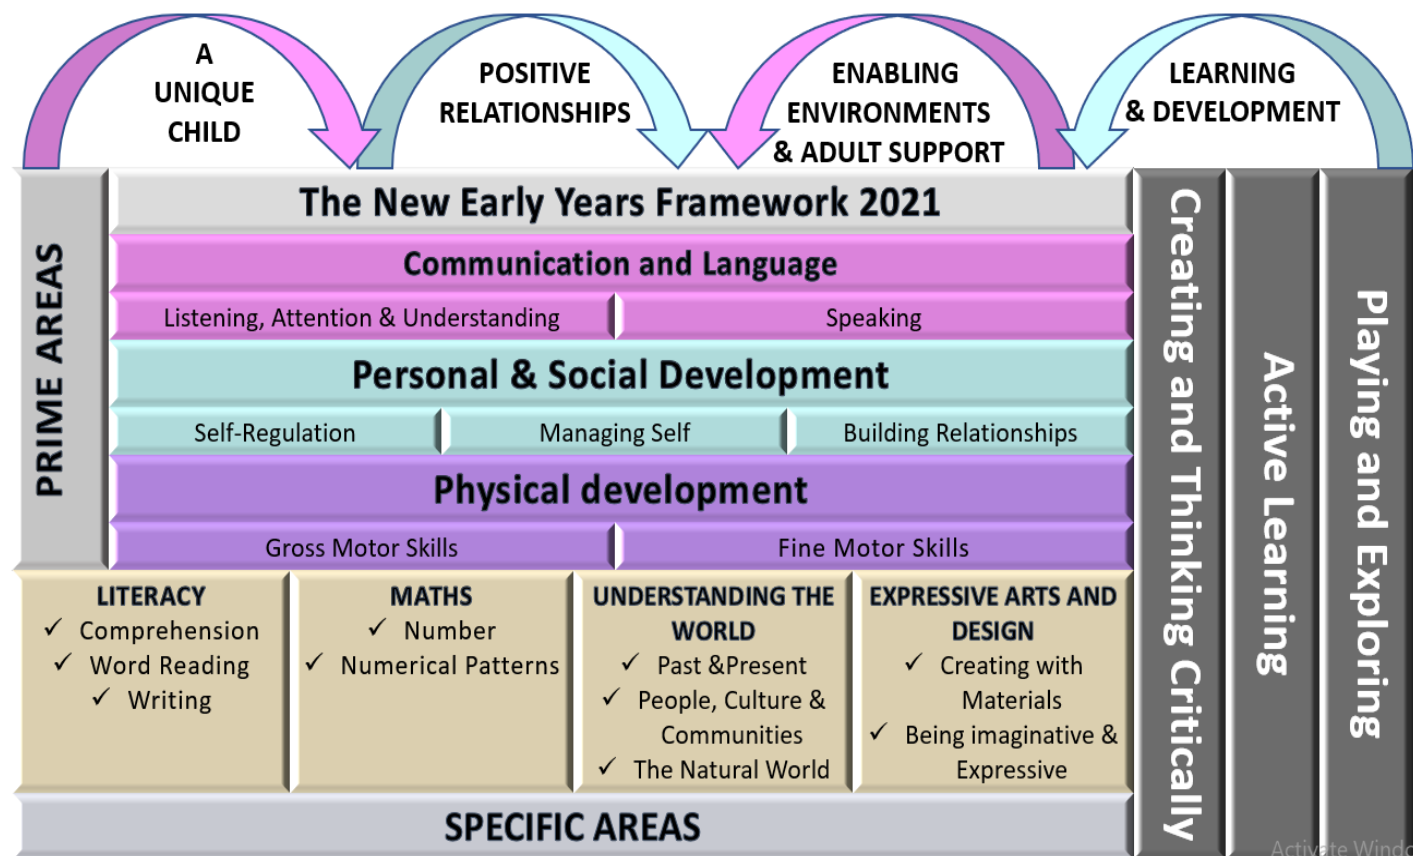 A
UNIQUE
CHILD
POSITIVE
RELATIONSHIPS
ENABLING
ENVIRONMENTS
& ADULT SUPPORT
LEARNING
& DEVELOPMENT
PRIME AREAS
The New Early Years Framework 2021
Communication and Language
Listening, Attention & Understanding
Speaking
Personal & Social Development
Self-Regulation
Managing Self
Building Relationships
Physical development
Gross Motor Skills
Fine Motor Skills
LITERACY
✓ Comprehension
✓ Word Reading
✓ Writing
MATHS
✓ Number
✓ Numerical Patterns
UNDERSTANDING THE
WORLD
✓ Past &Present
✓ People, Culture &
Communities
✓ The Natural World
EXPRESSIVE ARTS AND
DESIGN
✓ Creating with
Materials
✓ Being imaginative &
Expressive
SPECIFIC AREAS
Creating and Thinking Critically
Active Learning
Playing and Exploring
Activate Windo